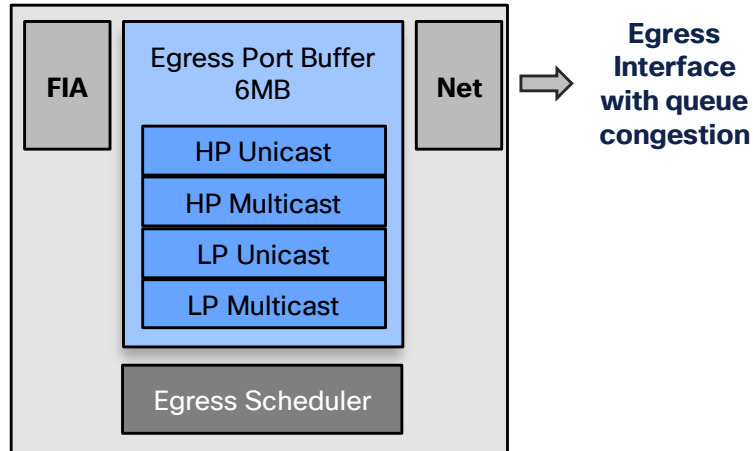 FIA
Egress Port Buffer
6MB
HP Unicast
HP Multicast
LP Unicast
LP Multicast
Net
Egress Scheduler
Egress
Interface
with queue
congestion